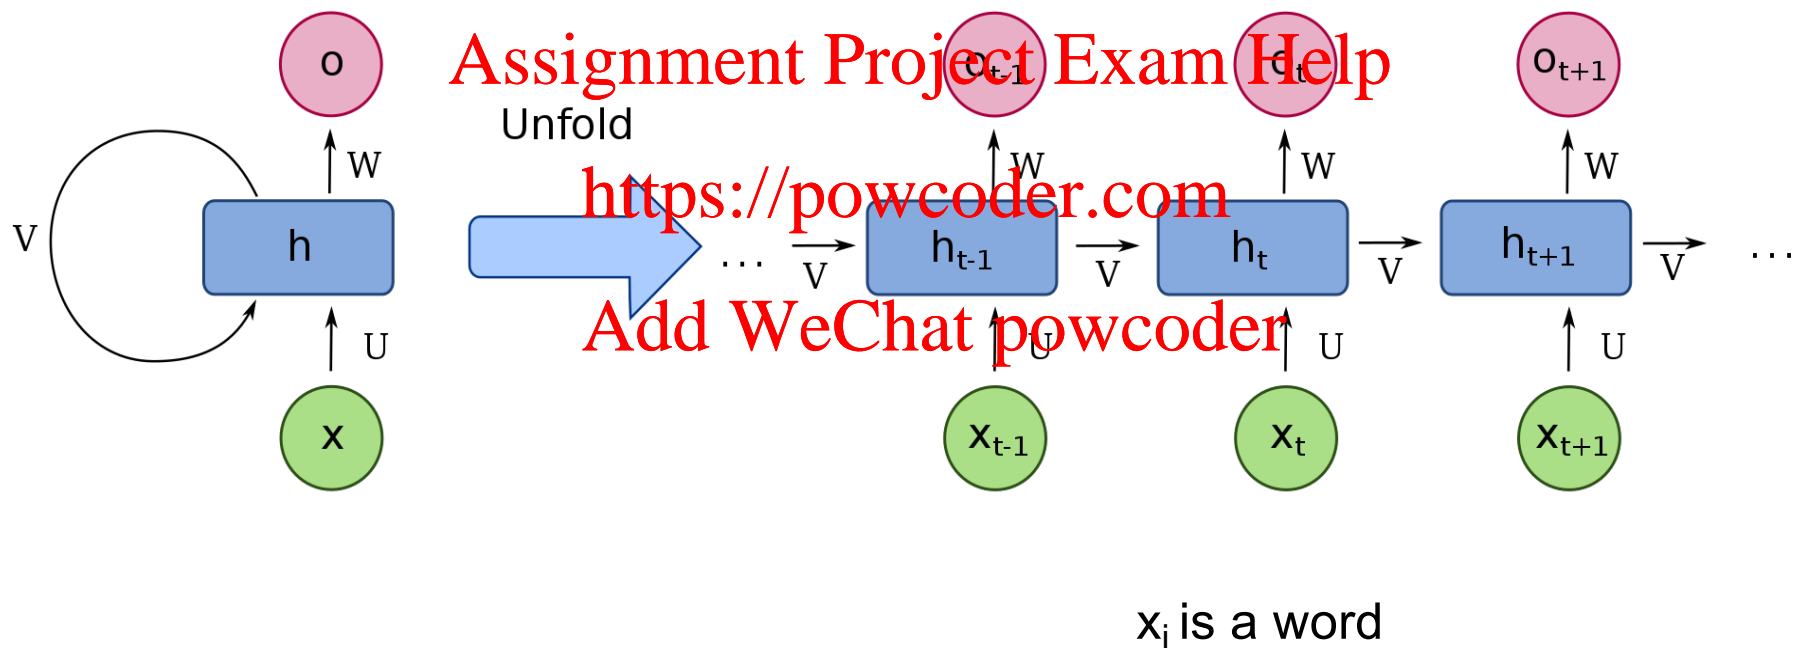 o
Assignment Project Exam Help
o_t-1
o_t
o_t+1
Unfold
W
W
W
W
https://powcoder.com
V
h
...
V
h_t-1
V
h_t
V
h_t+1
V
...
Add WeChat powcoder
U
U
U
U
x
x_t-1
x_t
x_t+1
x_i is a word